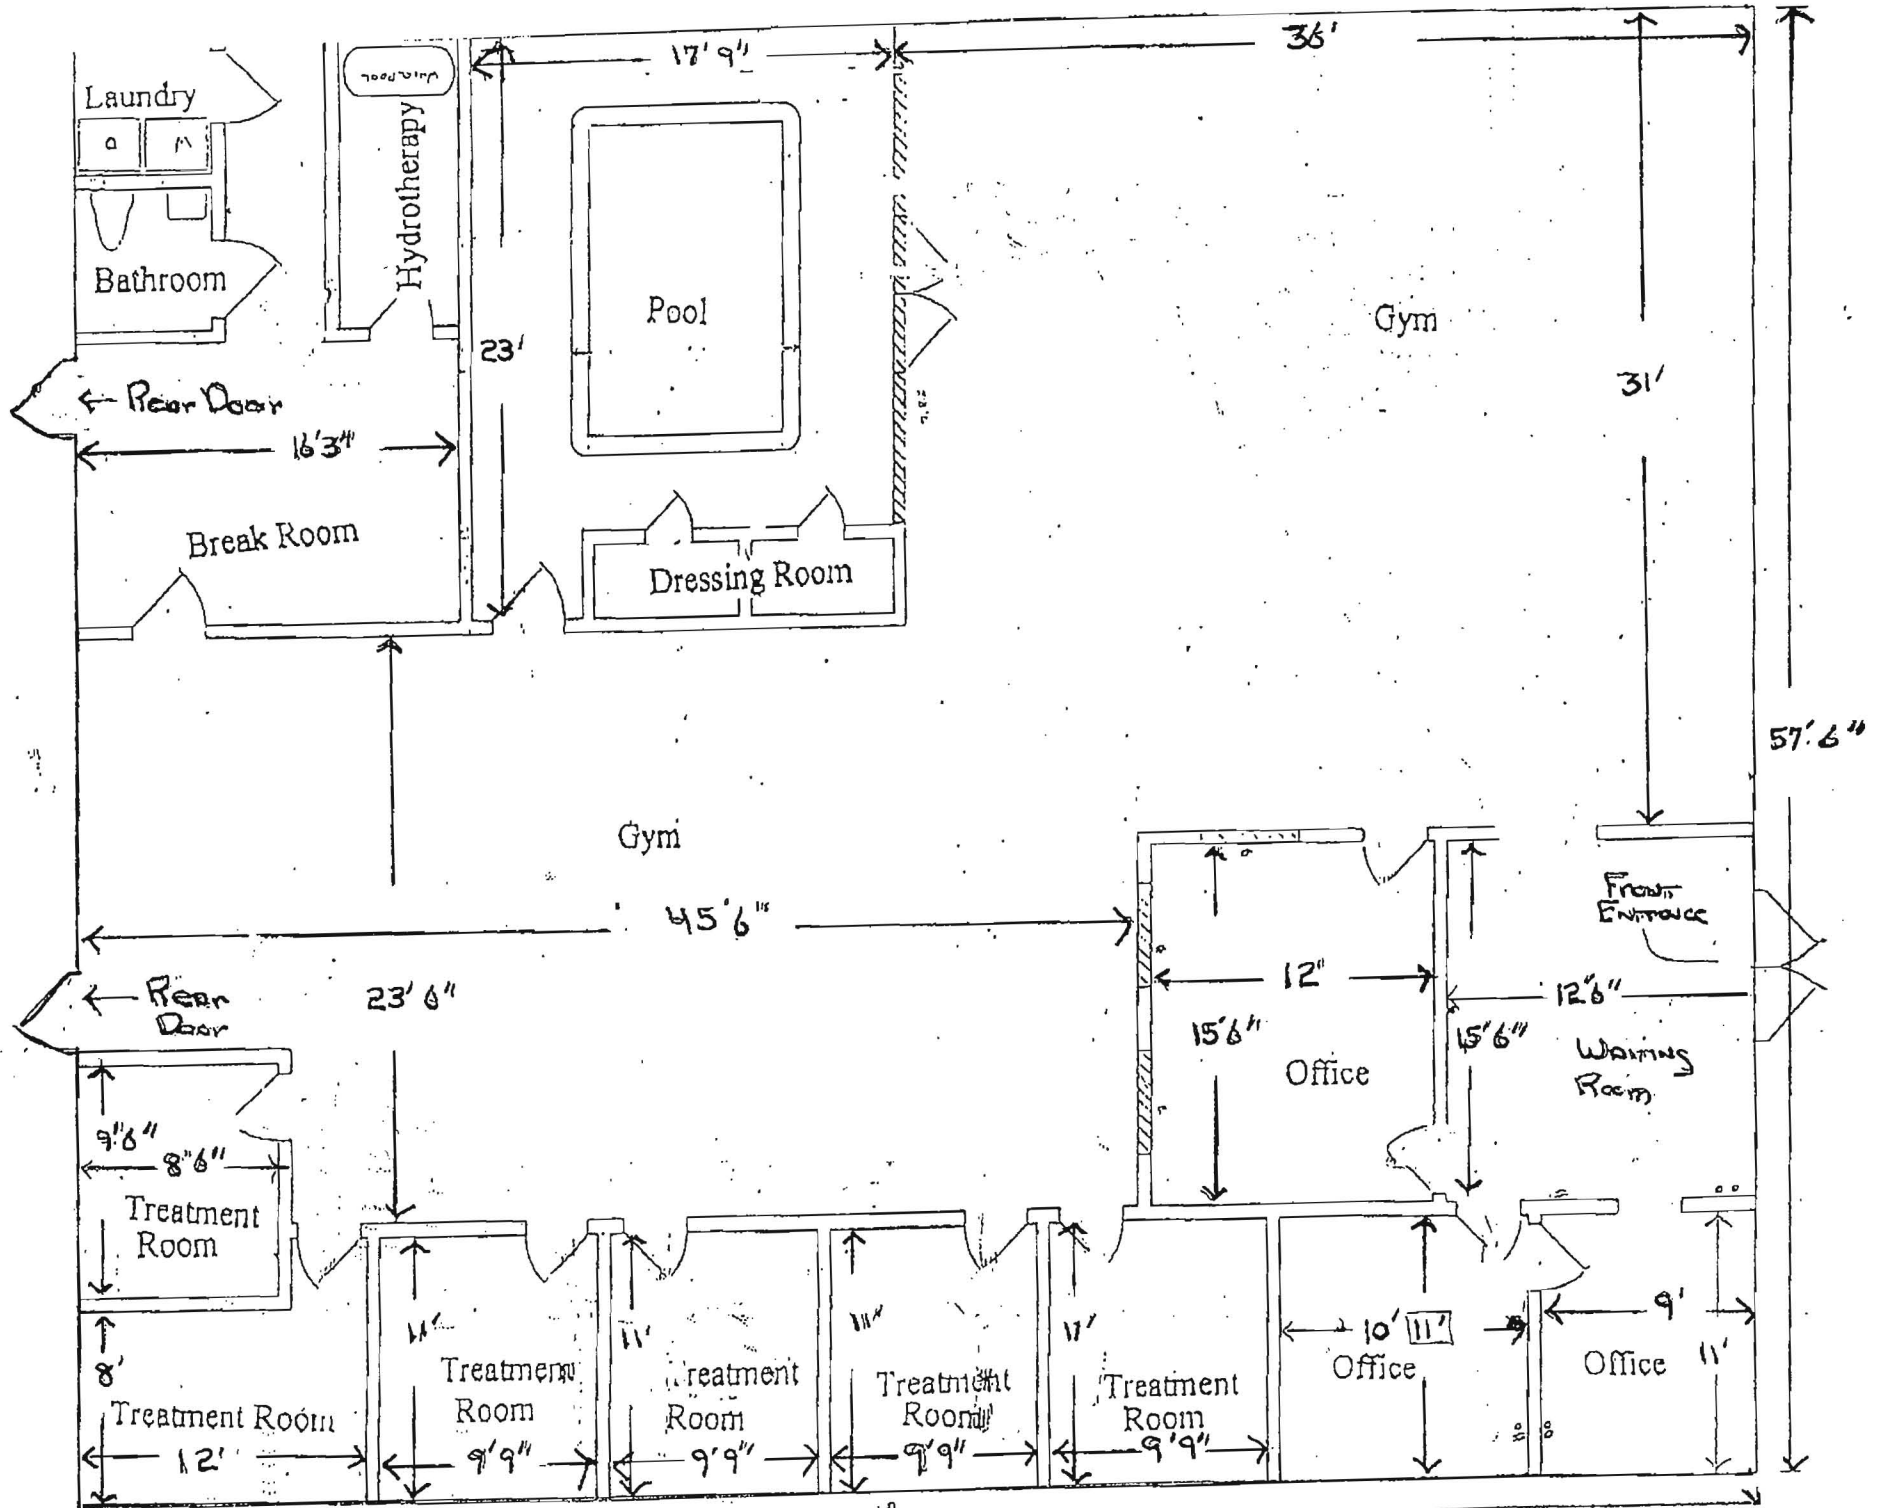 17'9"
36'
Laundry
Hydrotherapy
Bathroom
Pool
Gym
23'
31'
← Rear Door
16'3"
Break Room
Dressing Room
57'6"
Gym
45'6"
Front
Entrance
← Rear
Door
23'6"
12"
12"6"
15'6"
15'6"
Waiting
Room
Office
9"6"
8"6"
Treatment
Room
8'
Treatment Room
12'
11'
Treatment
Room
9'9"
11'
Treatment
Room
9'9"
11"
Treatment
Room
9'9"
11'
Treatment
Room
9'9"
10' 11'
Office
9'
Office
11'